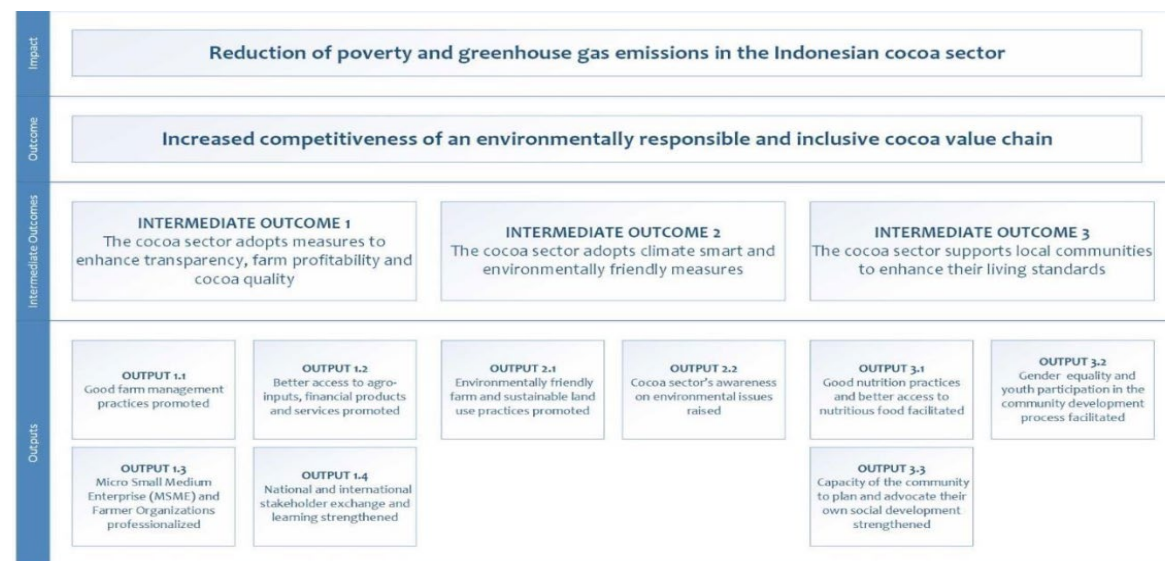 Impact
Reduction of poverty and greenhouse gas emissions in the Indonesian cocoa sector
Outcome
Increased competitiveness of an environmentally responsible and inclusive cocoa value chain
Intermediate Outcomes
INTERMEDIATE OUTCOME 1
The cocoa sector adopts measures to
enhance transparency, farm profitability and
cocoa quality
INTERMEDIATE OUTCOME 2
The cocoa sector adopts climate smart and
environmentally friendly measures
INTERMEDIATE OUTCOME 3
The cocoa sector supports local communities
to enhance their living standards
Outputs
OUTPUT 1.1
Good farm management
practices promoted
OUTPUT 1.2
Better access to agro-
inputs, financial products
and services promoted
OUTPUT 2.1
Environmentally friendly
farm and sustainable land
use practices promoted
OUTPUT 2.2
Cocoa sector's awareness
on environmental issues
raised
OUTPUT 3.1
Good nutrition practices
and better access to
nutritious food facilitated
OUTPUT 3.2
Gender equality and
youth participation in the
community development
process facilitated
OUTPUT 1.3
Micro Small Medium
Enterprise (MSME) and
Farmer Organizations
professionalized
OUTPUT 1.4
National and international
stakeholder exchange and
learning strengthened
OUTPUT 3.3
Capacity of the community
to plan and advocate their
own social development
strengthened